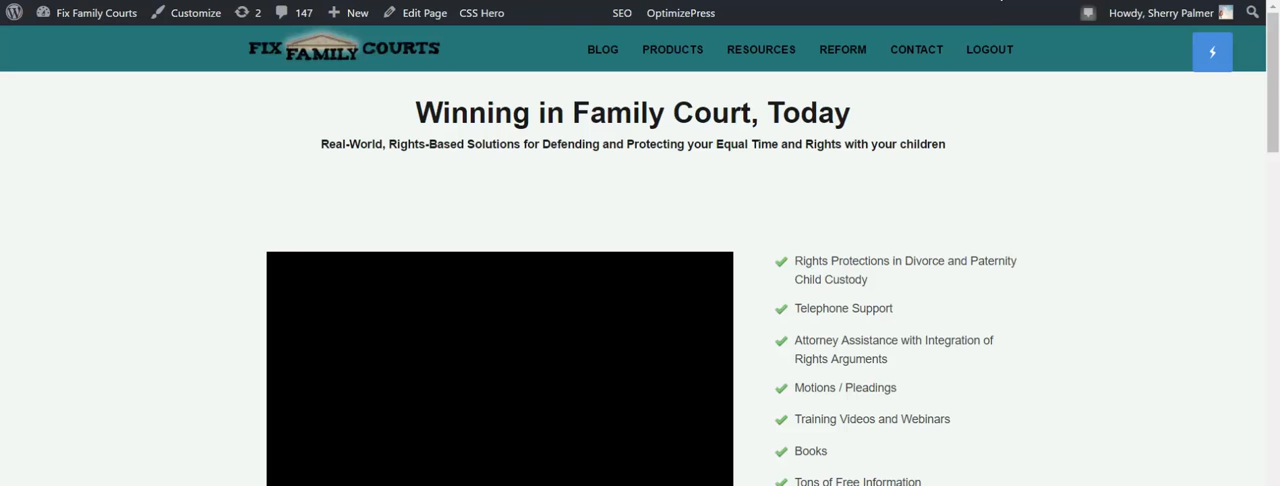 Fix Family Courts Customize 2 147 New Edit Page CSS Hero SEO OptimizePress Howdy, Sherry Palmer
FIX FAMILY COURTS BLOG PRODUCTS RESOURCES REFORM CONTACT LOGOUT
Winning in Family Court, Today
Real-World, Rights-Based Solutions for Defending and Protecting your Equal Time and Rights with your children
Rights Protections in Divorce and Paternity
Child Custody
Telephone Support
Attorney Assistance with Integration of
Rights Arguments
Motions / Pleadings
Training Videos and Webinars
Books
Tons of Free Information